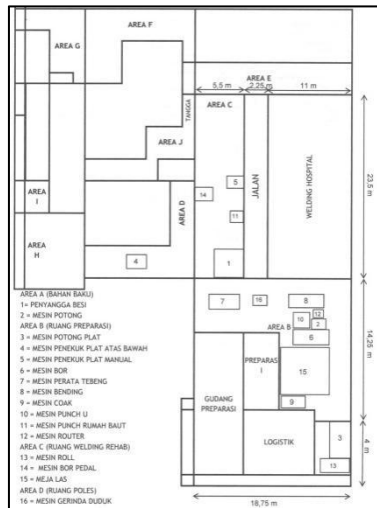 AREA F
AREA G
AREA E
5,5 m
2,25 m
11 m
TANGGA
AREA C
AREA J
JALAN
WELDING HOSPITAL
23,5 m
5
14
AREA I
11
AREA D
AREA H
4
1
AREA A (BAHAN BAKU)
1= PENYANGGA BESI
2 = MESIN POTONG
AREA B (RUANG PREPARASI)
3 = MESIN POTONG PLAT
4 = MESIN PENEKUK PLAT ATAS BAWAH
5 = MESIN PENEKUK PLAT MANUAL
6 = MESIN BOR
7 = MESIN PERATA TEBENG
8 = MESIN BENDING
9 = MESIN COAK
10 = MESIN PUNCH U
11 = MESIN PUNCH RUMAH BAUT
12 = MESIN ROUTER
AREA C (RUANG WELDING REHAB)
13 = MESIN ROLL
14 = MESIN BOR PEDAL
15 = MEJA LAS
AREA D (RUANG POLES)
16 = MESIN GERINDA DUDUK
7
16
8
12
10
2
AREA B
6
14,25 m
PREPARAS
I
15
9
GUDANG
PREPARASI
LOGISTIK
3
13
4 m
18,75 m